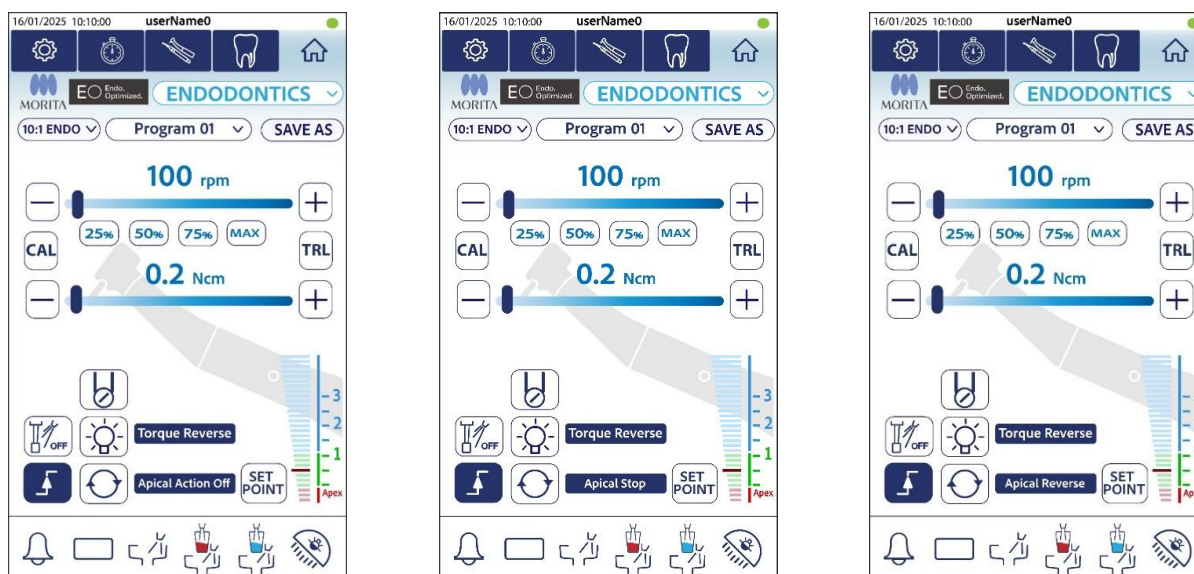 16/01/2025 10:10:00 userName0
MORITA
EO Endo. Optimized.
ENDODONTICS
10:1 ENDO
Program 01
SAVE AS
100 rpm
25% 50% 75% MAX
CAL
TRL
0.2 Ncm
3
2
OFF
Torque Reverse
1
Apical Action Off
SET POINT
Apex
16/01/2025 10:10:00 userName0
MORITA
EO Endo. Optimized.
ENDODONTICS
10:1 ENDO
Program 01
SAVE AS
100 rpm
25% 50% 75% MAX
CAL
TRL
0.2 Ncm
3
2
OFF
Torque Reverse
1
Apical Stop
SET POINT
Apex
16/01/2025 10:10:00 userName0
MORITA
EO Endo. Optimized.
ENDODONTICS
10:1 ENDO
Program 01
SAVE AS
100 rpm
25% 50% 75% MAX
CAL
TRL
0.2 Ncm
OFF
Torque Reverse
Apical Reverse
SET POINT
Ap